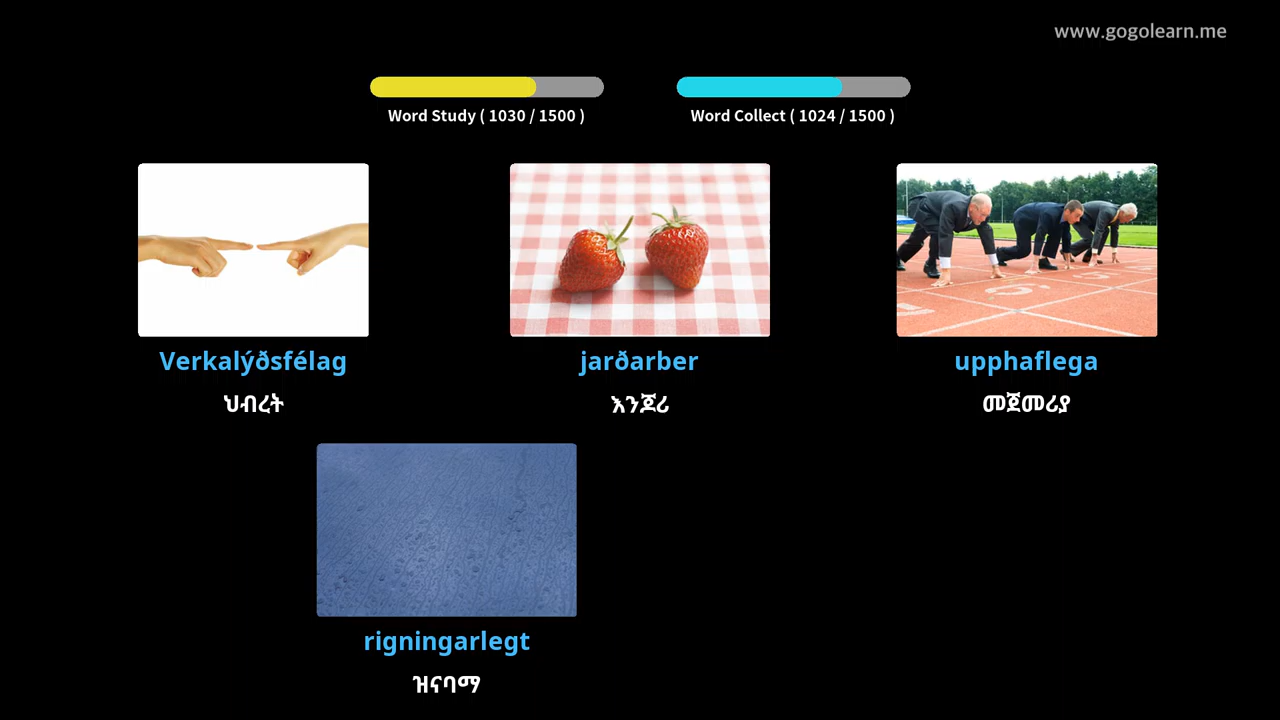 www.gogolearn.me
Word Study ( 1030 / 1500 )
Word Collect ( 1024 / 1500 )
Verkalýðsfélag
ህብረት
jarðarber
እንጆሪ
upphaflega
መጀመሪያ
rigningarlegt
ዝናባማ